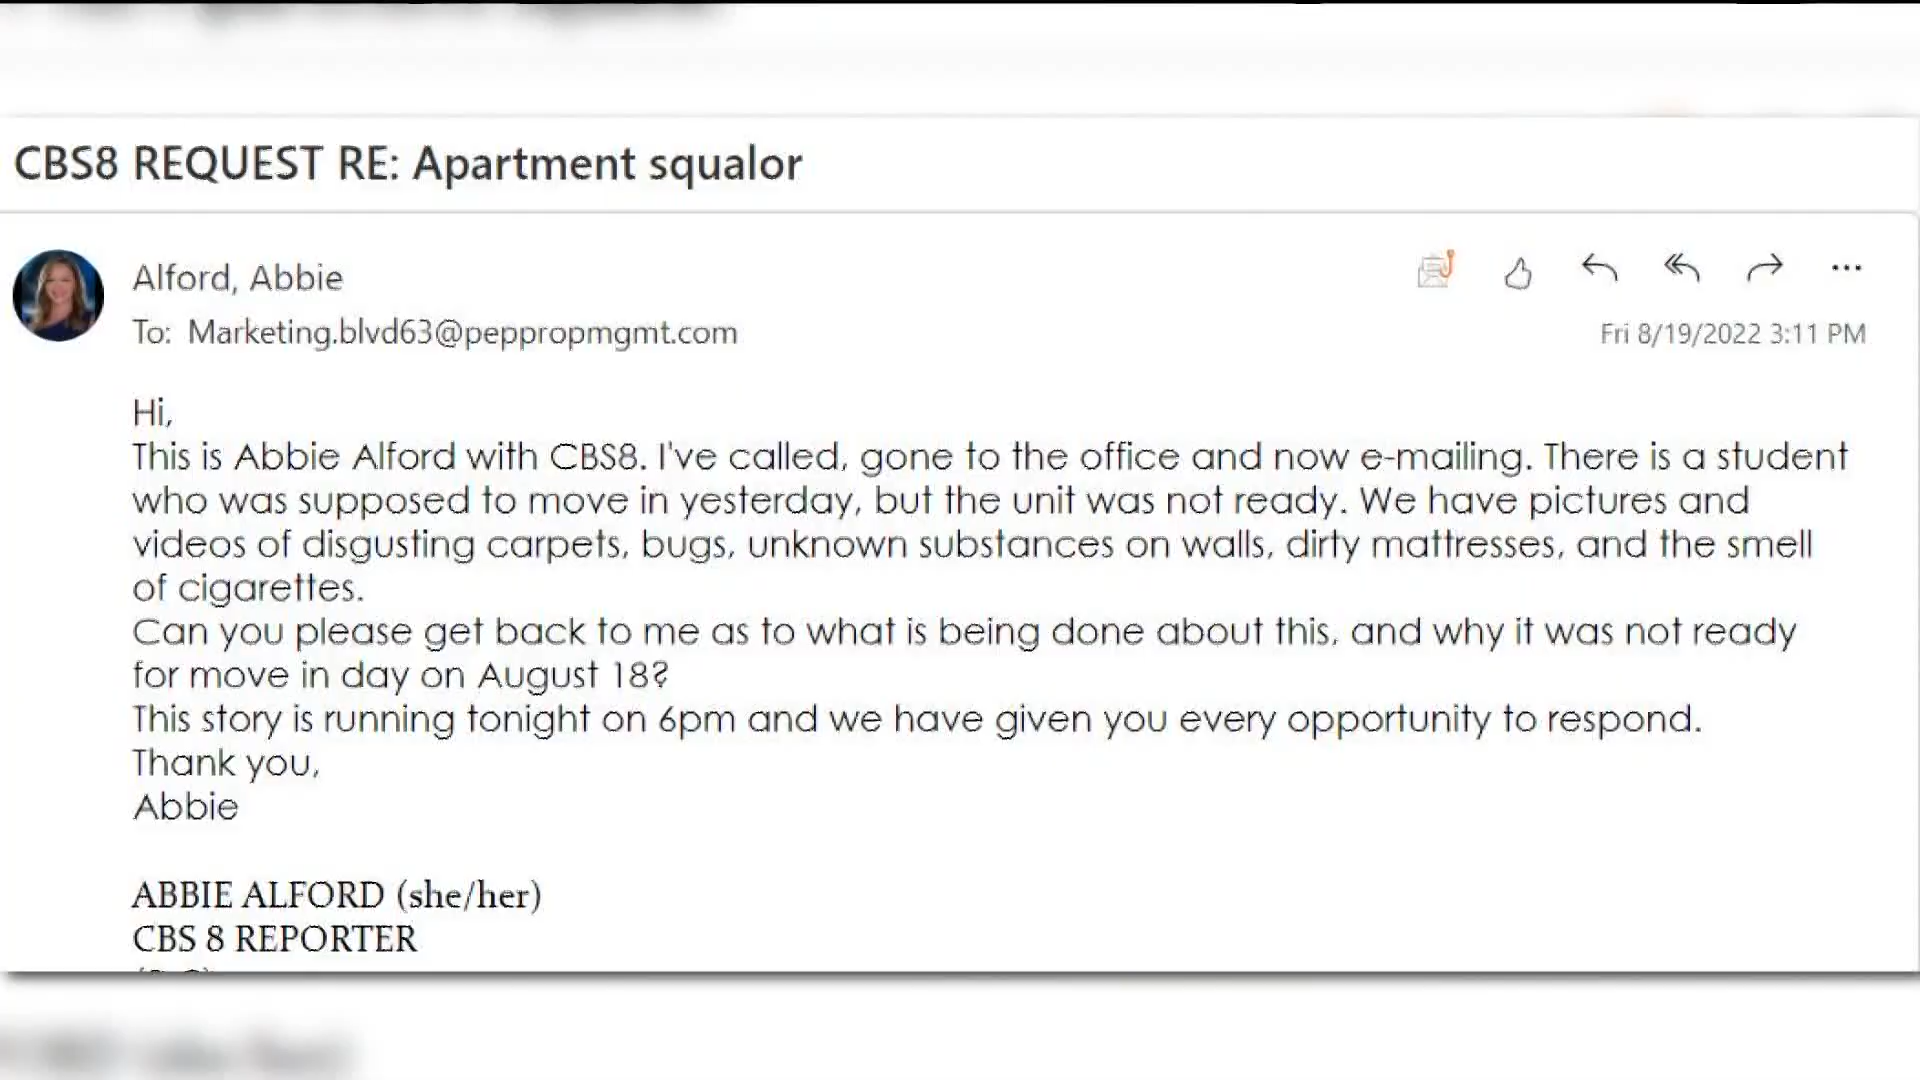 CBS8 REQUEST RE: Apartment squalor
Alford, Abbie
To: Marketing.blvd63@peppropmgmt.com
Fri 8/19/2022 3:11 PM
Hi,
This is Abbie Alford with CBS8. I've called, gone to the office and now e-mailing. There is a student
who was supposed to move in yesterday, but the unit was not ready. We have pictures and
videos of disgusting carpets, bugs, unknown substances on walls, dirty mattresses, and the smell
of cigarettes.
Can you please get back to me as to what is being done about this, and why it was not ready
for move in day on August 18?
This story is running tonight on 6pm and we have given you every opportunity to respond.
Thank you,
Abbie
ABBIE ALFORD (she/her)
CBS 8 REPORTER